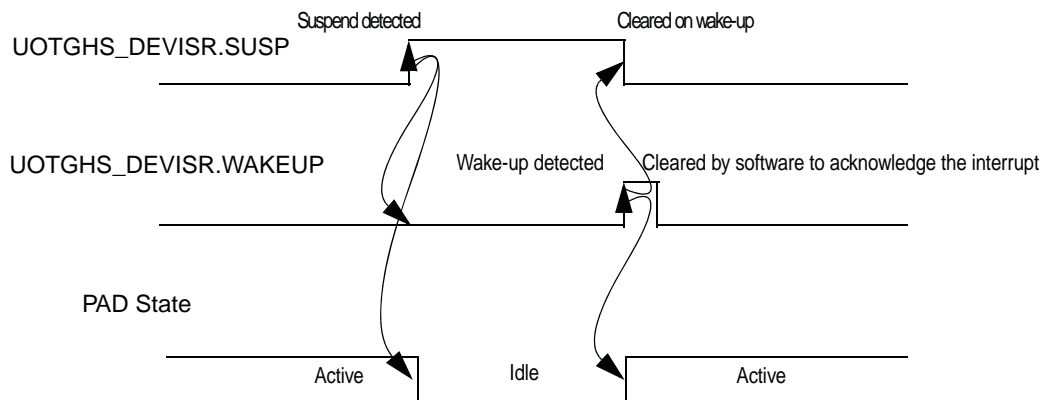 Suspend detected
Cleared on wake-up
UOTGHS_DEVISR.SUSP
UOTGHS_DEVISR.WAKEUP
Wake-up detected
Cleared by software to acknowledge the interrupt
PAD State
Active
Idle
Active